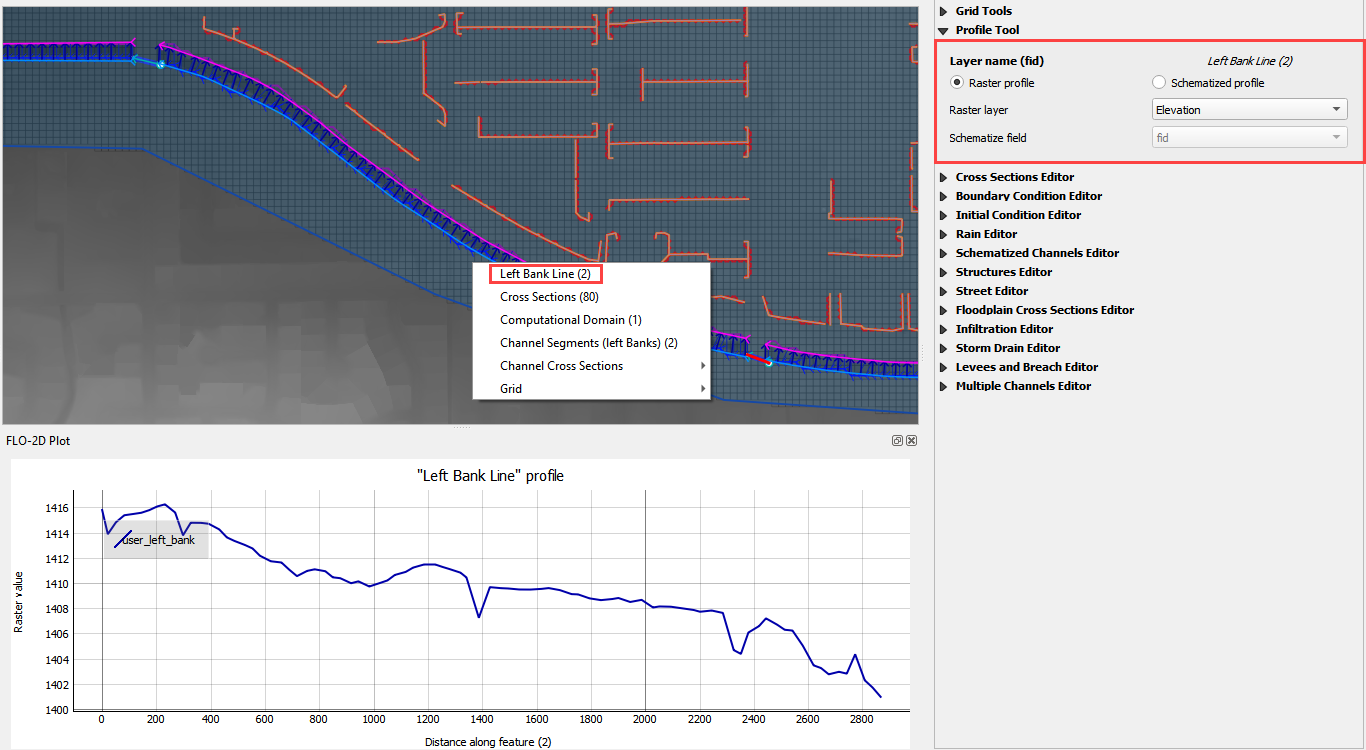 Grid Tools
Profile Tool
Layer name (fid) Left Bank Line (2)
Raster profile Schematized profile
Raster layer Elevation
Schematize field fid
Cross Sections Editor
Boundary Condition Editor
Initial Condition Editor
Rain Editor
Schematized Channels Editor
Structures Editor
Street Editor
Floodplain Cross Sections Editor
Infiltration Editor
Storm Drain Editor
Levees and Breach Editor
Multiple Channels Editor
Left Bank Line (2)
Cross Sections (80)
Computational Domain (1)
Channel Segments (left Banks) (2)
Channel Cross Sections
Grid
FLO-2D Plot
"Left Bank Line" profile
1416
1414
1412
1410
1408
1406
1404
1402
1400
Raster value
user_left_bank
0 200 400 600 800 1000 1200 1400 1600 1800 2000 2200 2400 2600 2800
Distance along feature (2)